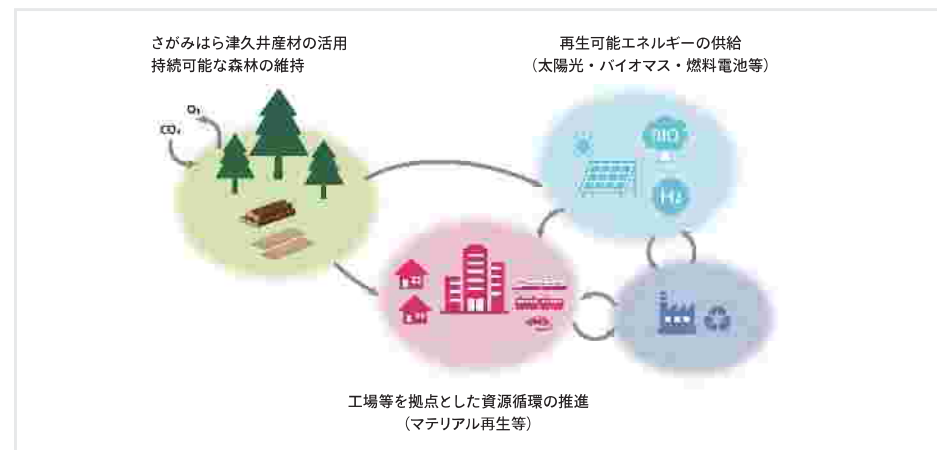 さがみはら津久井産材の活用
持続可能な森林の維持
再生可能エネルギーの供給
（太陽光・バイオマス・燃料電池等）
O₂
CO₂
BIO
H₂
工場等を拠点とした資源循環の推進
（マテリアル再生等）